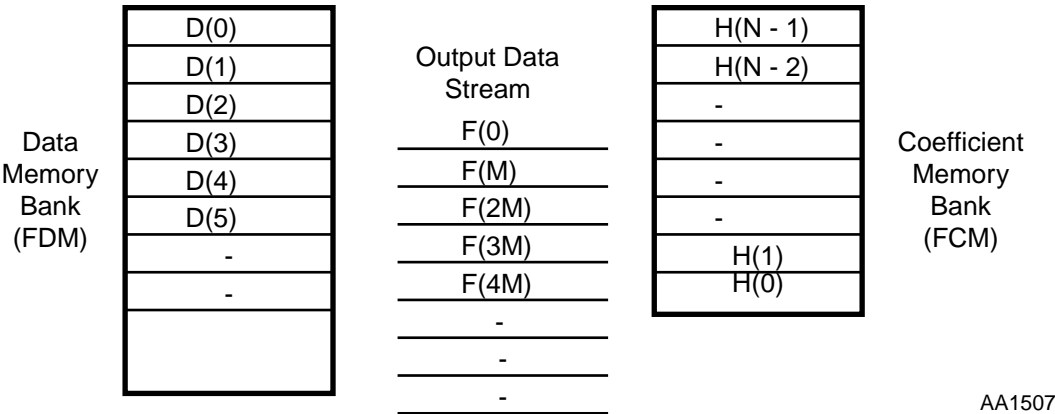 Data
Memory
Bank
(FDM)
D(0)
D(1)
D(2)
D(3)
D(4)
D(5)
-
-
Output Data
Stream
F(0)
F(M)
F(2M)
F(3M)
F(4M)
-
-
-
H(N - 1)
H(N - 2)
-
-
-
-
H(1)
H(0)
Coefficient
Memory
Bank
(FCM)
AA1507